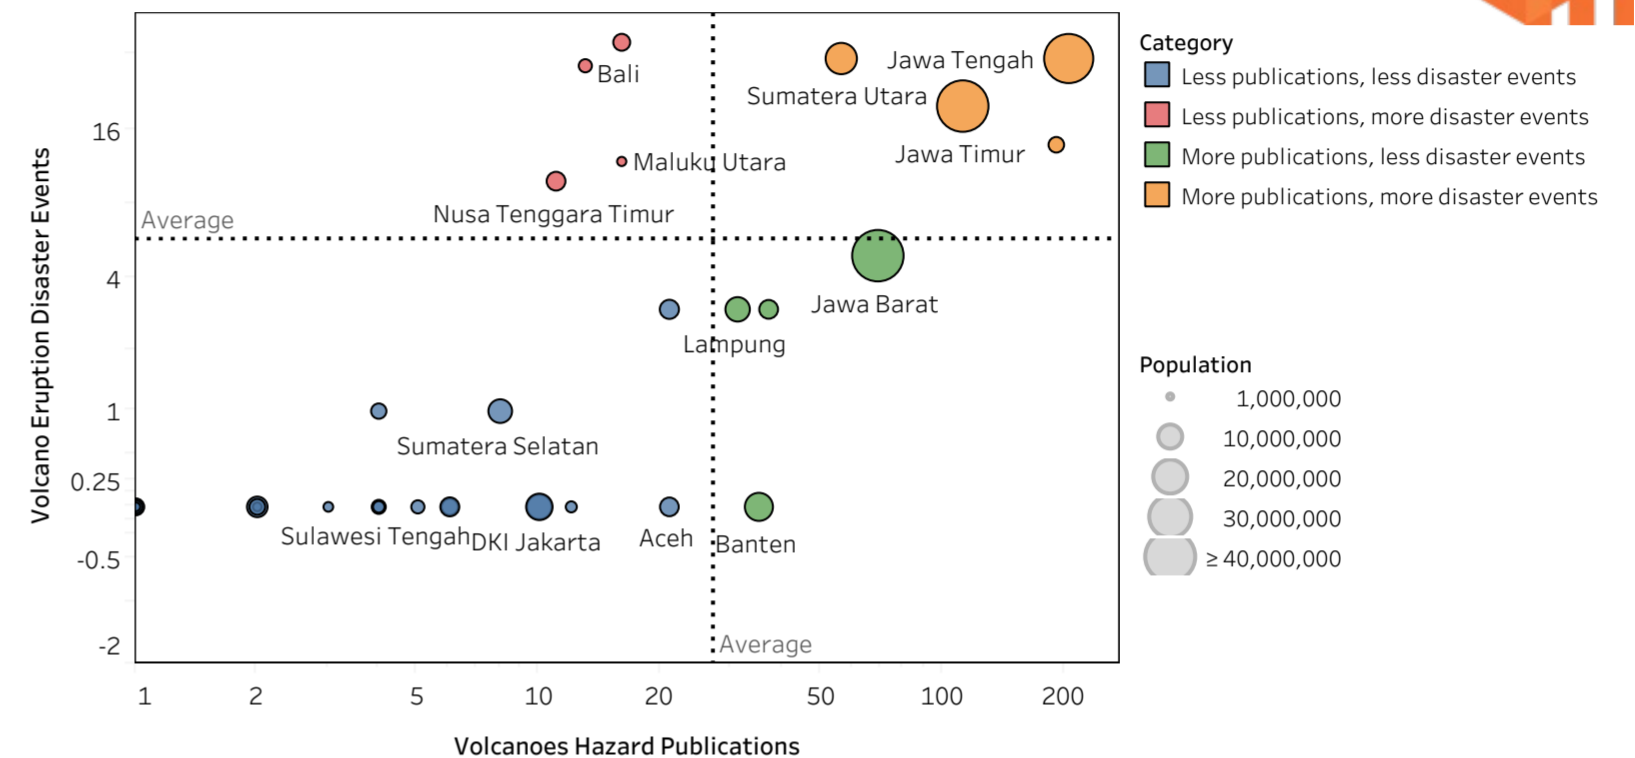 Category
Less publications, less disaster events
Less publications, more disaster events
More publications, less disaster events
More publications, more disaster events
Population
1,000,000
10,000,000
20,000,000
30,000,000
≥ 40,000,000
Volcano Eruption Disaster Events
16
4
1
0.25
-0.5
-2
Average
Bali
Jawa Tengah
Sumatera Utara
Jawa Timur
Maluku Utara
Nusa Tenggara Timur
Jawa Barat
Lampung
Sumatera Selatan
Sulawesi Tengah
DKI Jakarta
Aceh
Banten
Average
1
2
5
10
20
50
100
200
Volcanoes Hazard Publications